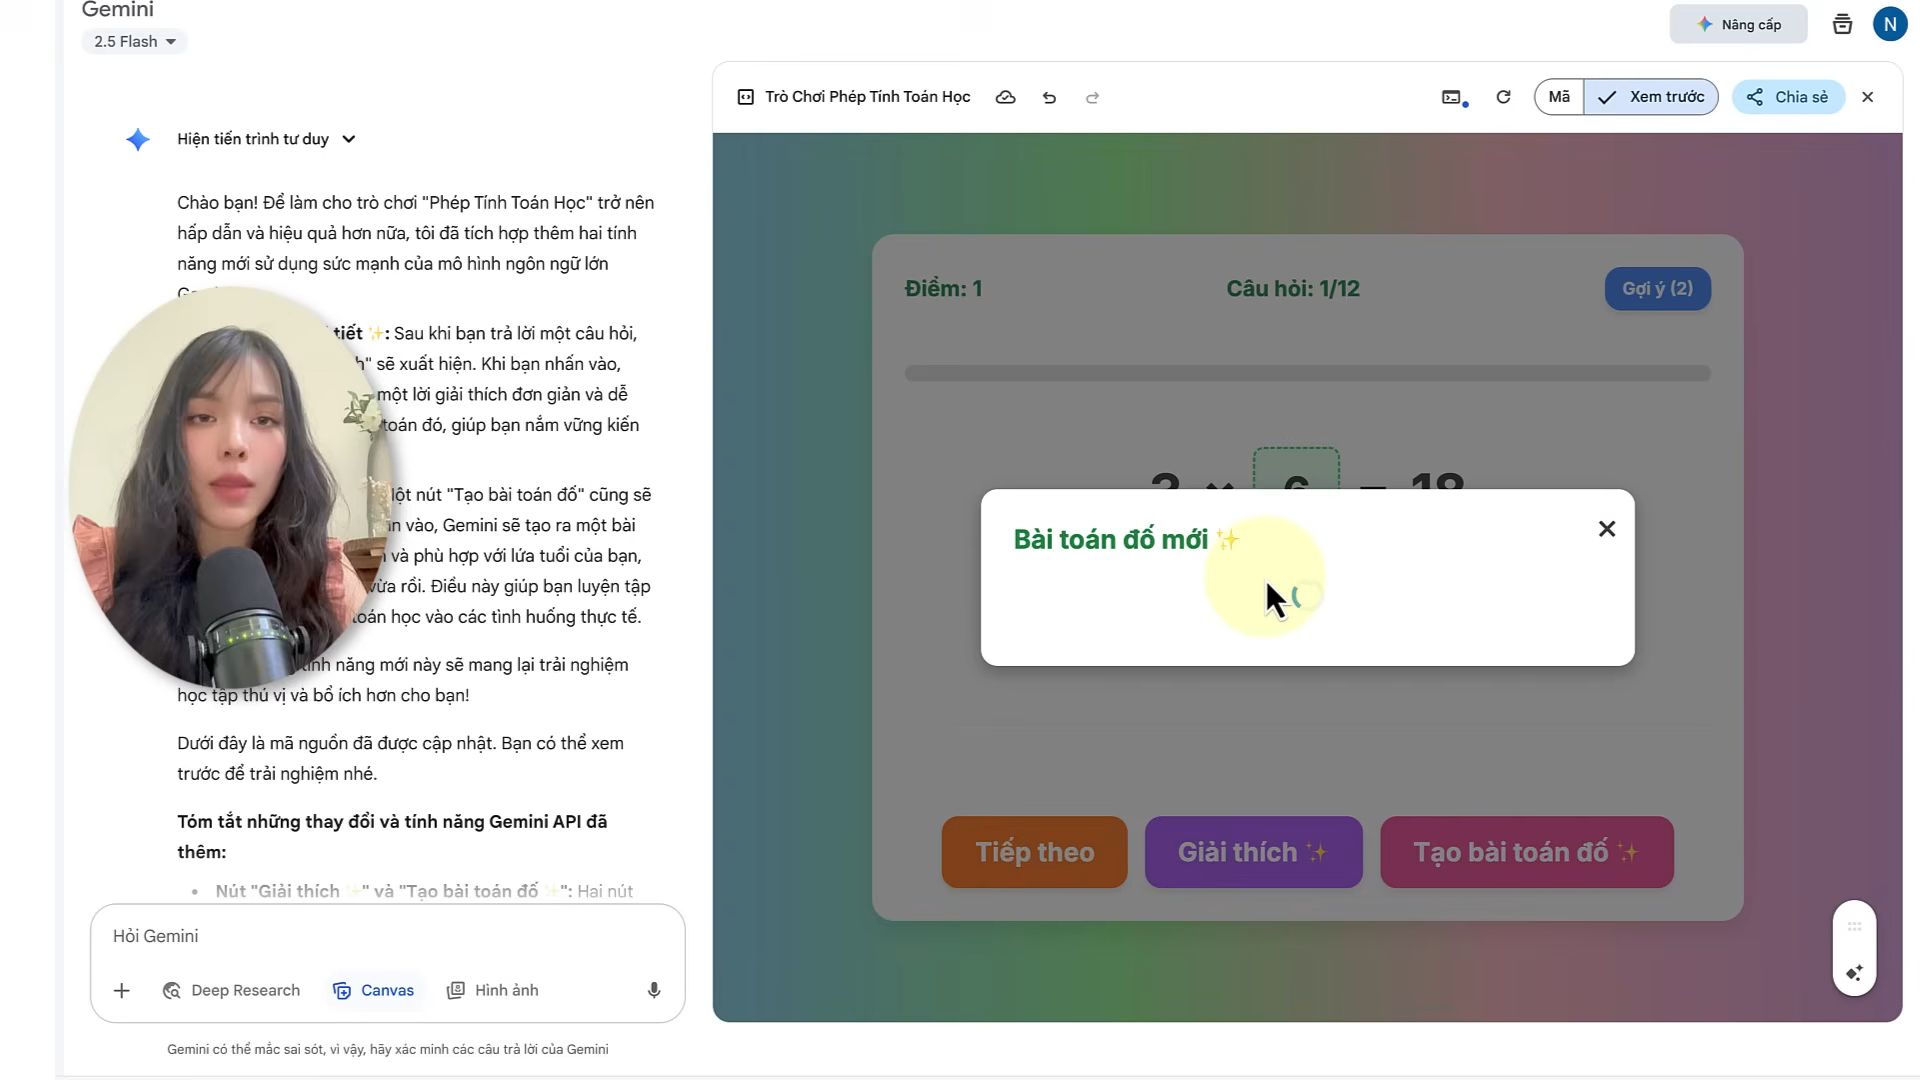 Gemini
2.5 Flash
Nâng cấp
N
Hiện tiến trình tư duy
Chào bạn! Để làm cho trò chơi "Phép Tính Toán Học" trở nên
hấp dẫn và hiệu quả hơn nữa, tôi đã tích hợp thêm hai tính
năng mới sử dụng sức mạnh của mô hình ngôn ngữ lớn
tiết ✨: Sau khi bạn trả lời một câu hỏi,
" sẽ xuất hiện. Khi bạn nhấn vào,
một lời giải thích đơn giản và dễ
toán đó, giúp bạn nắm vững kiến
nút "Tạo bài toán đố" cũng sẽ
vào, Gemini sẽ tạo ra một bài
và phù hợp với lứa tuổi của bạn,
vừa rồi. Điều này giúp bạn luyện tập
toán học vào các tình huống thực tế.
tính năng mới này sẽ mang lại trải nghiệm
học tập thú vị và bổ ích hơn cho bạn!
Dưới đây là mã nguồn đã được cập nhật. Bạn có thể xem
trước để trải nghiệm nhé.
Tóm tắt những thay đổi và tính năng Gemini API đã
thêm:
• Nút "Giải thích ✨" và "Tạo bài toán đố ✨": Hai nút
Hỏi Gemini
Deep Research
Canvas
Hình ảnh
Gemini có thể mắc sai sót, vì vậy, hãy xác minh các câu trả lời của Gemini
Trò Chơi Phép Tính Toán Học
Mã
Xem trước
Chia sẻ
Điểm: 1
Câu hỏi: 1/12
Gợi ý (2)
3 × 6 = 18
Bài toán đố mới ✨
Tiếp theo
Giải thích ✨
Tạo bài toán đố ✨